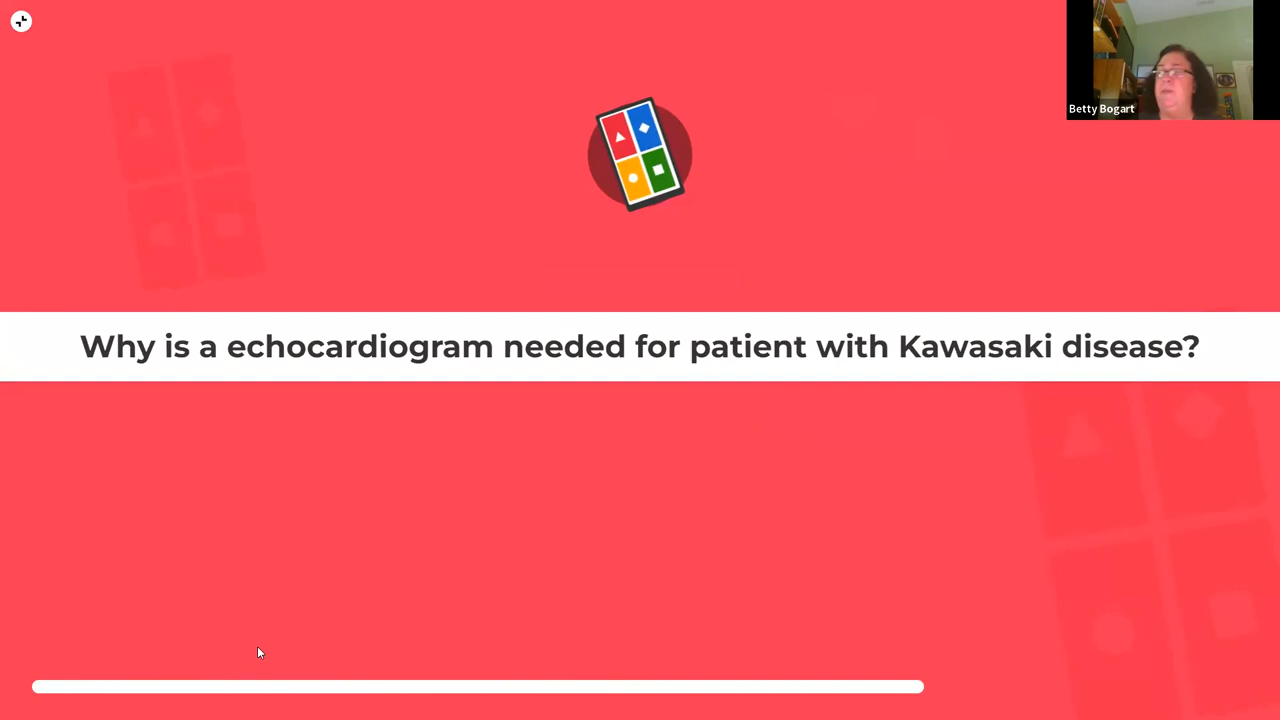 Betty Bogart
Why is a echocardiogram needed for patient with Kawasaki disease?